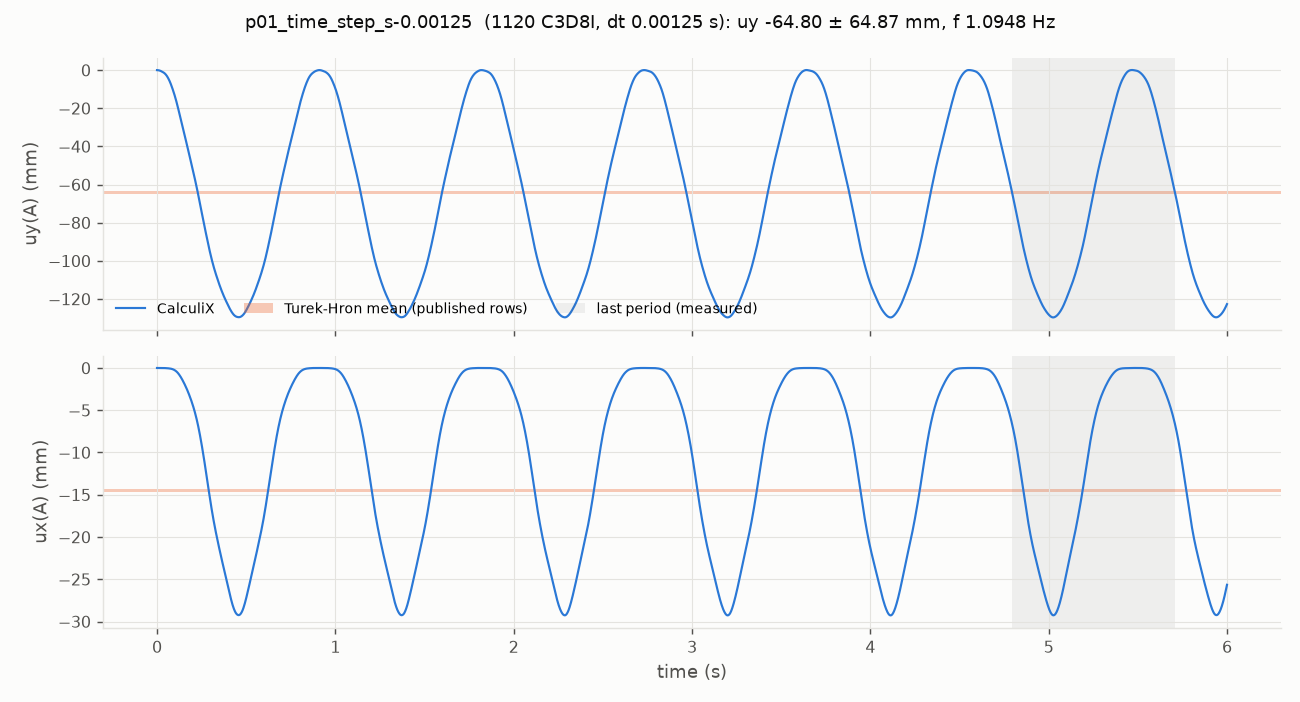 p01_time_step_s-0.00125  (1120 C3D8I, dt 0.00125 s): uy -64.80 ± 64.87 mm, f 1.0948 Hz
uy(A) (mm)
0
−20
−40
−60
−80
−100
−120
CalculiX
Turek-Hron mean (published rows)
last period (measured)
ux(A) (mm)
0
−5
−10
−15
−20
−25
−30
0 1 2 3 4 5 6
time (s)